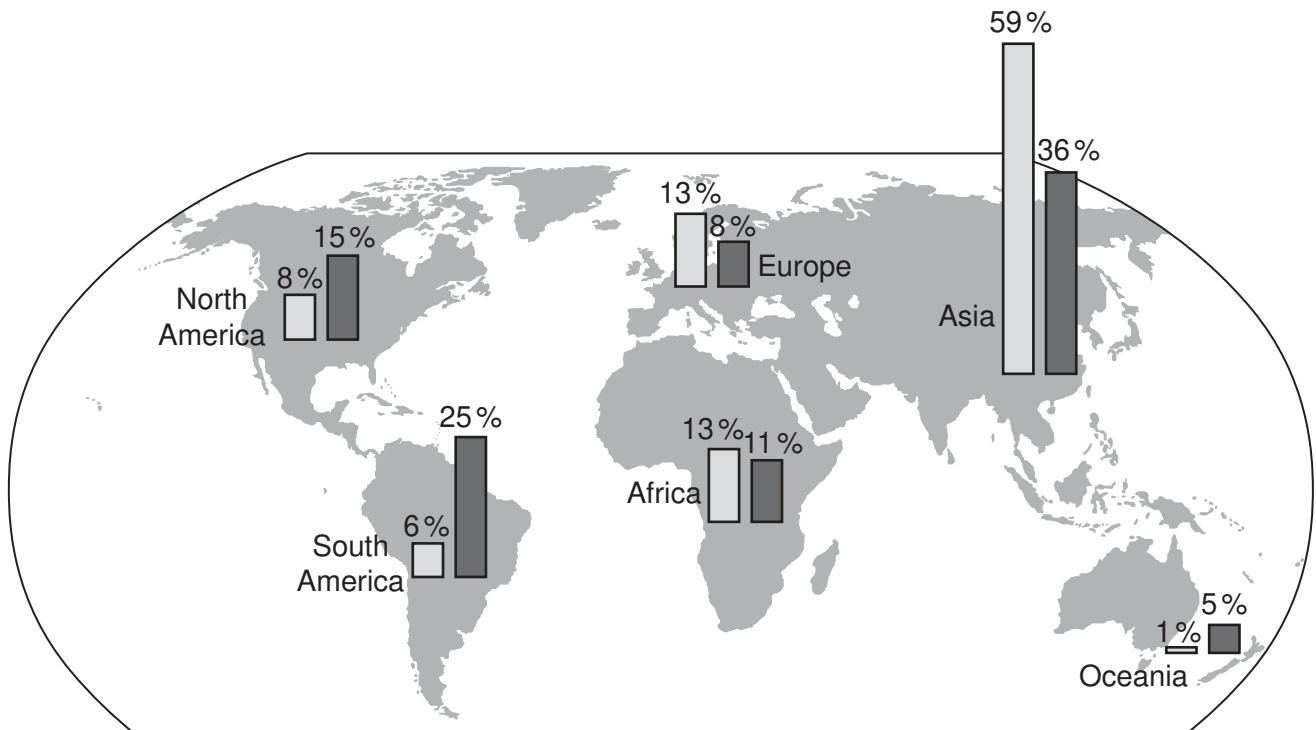 59 %
36 %
13 %
8 %
Europe
15 %
8 %
North
America
Asia
25 %
6 %
South
America
13 %
11 %
Africa
5 %
1 %
Oceania